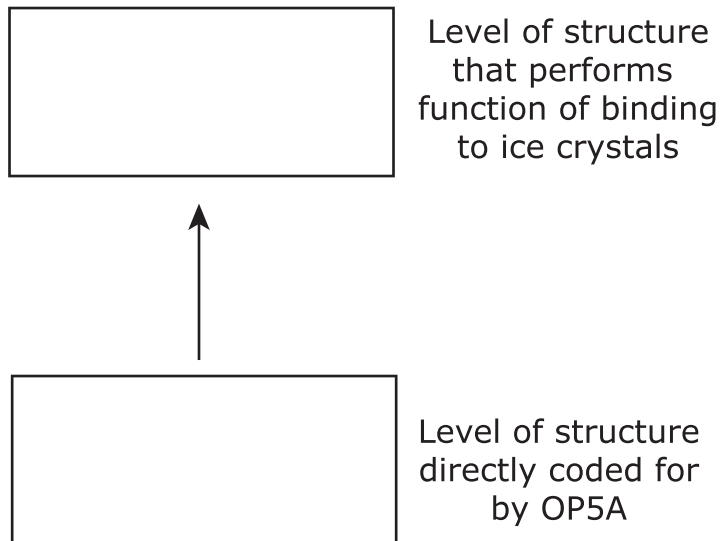 Level of structure
that performs
function of binding
to ice crystals
Level of structure
directly coded for
by OP5A